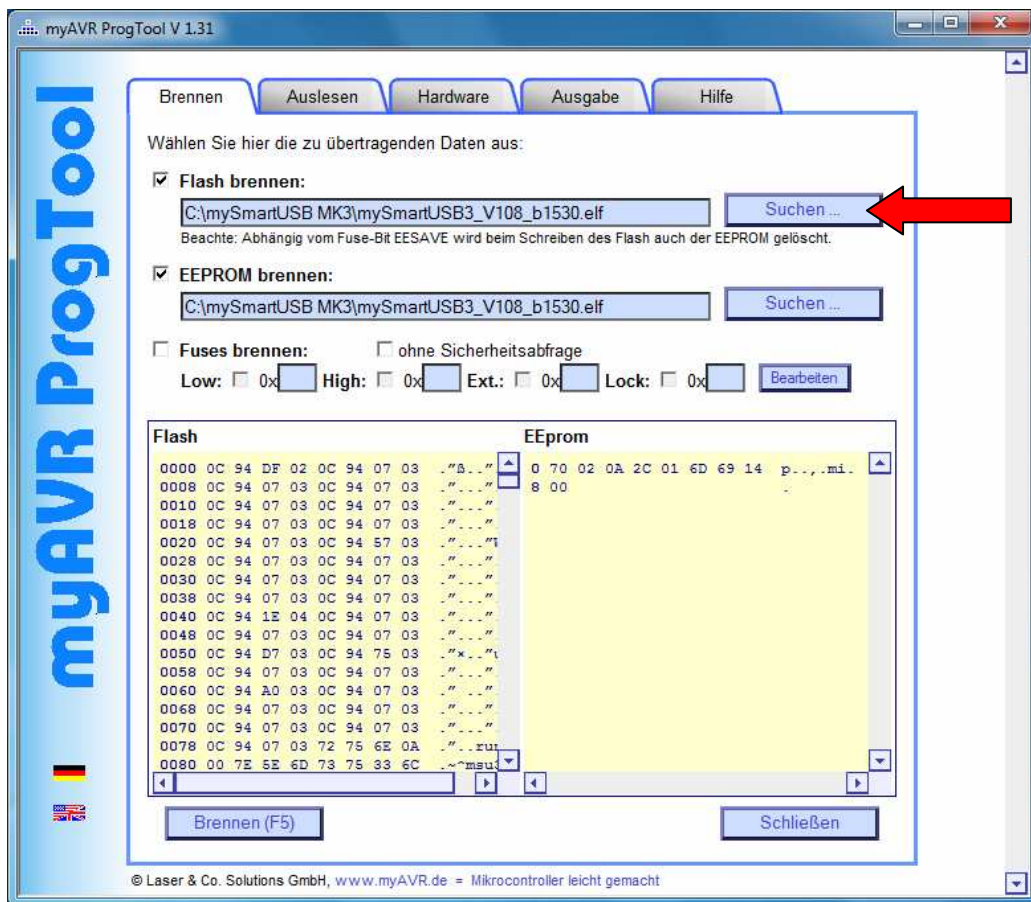 myAVR ProgTool V 1.31
myAVR ProgTool
Brennen Auslesen Hardware Ausgabe Hilfe
Wählen Sie hier die zu übertragenden Daten aus:
Flash brennen:
C:\mySmartUSB MK3\mySmartUSB3_V108_b1530.elf Suchen ...
Beachte: Abhängig vom Fuse-Bit EESAVE wird beim Schreiben des Flash auch der EEPROM gelöscht.
EEPROM brennen:
C:\mySmartUSB MK3\mySmartUSB3_V108_b1530.elf Suchen ...
Fuses brennen: ohne Sicherheitsabfrage
Low: 0x High: 0x Ext.: 0x Lock: 0x Bearbeiten
Flash
0000 0C 94 DF 02 0C 94 07 03 ."ß.."
0008 0C 94 07 03 0C 94 07 03 ."..."
0010 0C 94 07 03 0C 94 07 03 ."..."
0018 0C 94 07 03 0C 94 07 03 ."..."
0020 0C 94 07 03 0C 94 57 03 ."..."W
0028 0C 94 07 03 0C 94 07 03 ."..."
0030 0C 94 07 03 0C 94 07 03 ."..."
0038 0C 94 07 03 0C 94 07 03 ."..."
0040 0C 94 1E 04 0C 94 07 03 ."..."
0048 0C 94 07 03 0C 94 07 03 ."..."
0050 0C 94 D7 03 0C 94 75 03 ."×.."u
0058 0C 94 07 03 0C 94 07 03 ."..."
0060 0C 94 A0 03 0C 94 07 03 ." .."
0068 0C 94 07 03 0C 94 07 03 ."..."
0070 0C 94 07 03 0C 94 07 03 ."..."
0078 0C 94 07 03 72 75 6E 0A ."..run
0080 00 7E 5E 6D 73 75 33 6C .~^msu3
EEprom
0 70 02 0A 2C 01 6D 69 14 p..,.mi.
8 00 .
Brennen (F5) Schließen
© Laser & Co. Solutions GmbH, www.myAVR.de = Mikrocontroller leicht gemacht